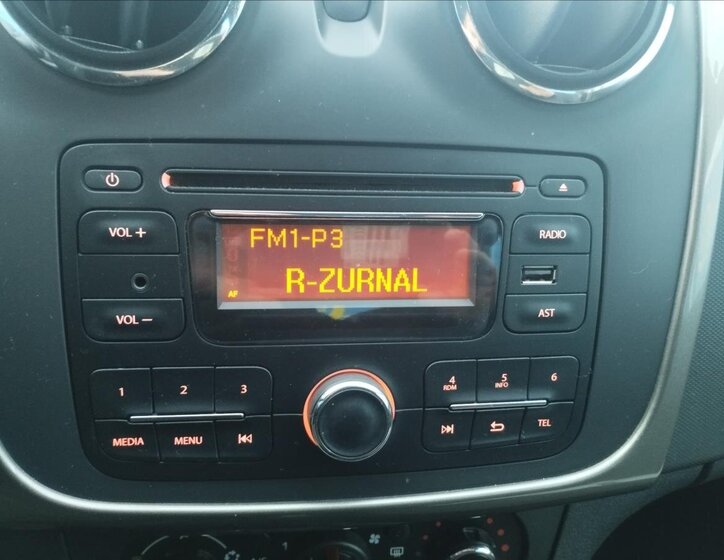 VOL +
FM1-P3
R-ZURNAL
AF
RADIO
VOL −
AST
1
2
3
4
RDM
5
INFO
6
MEDIA
MENU
TEL